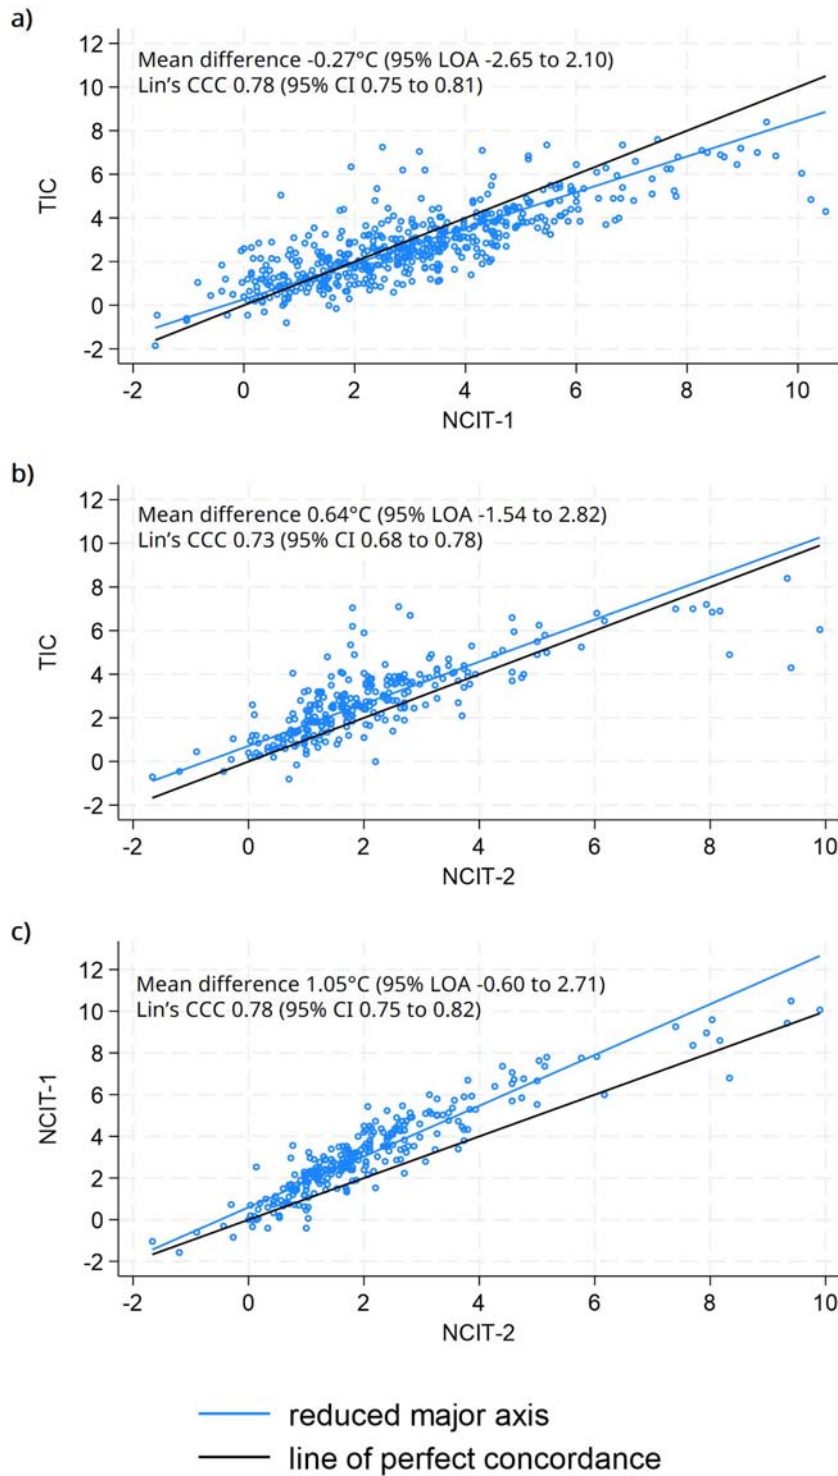 a)
Mean difference -0.27°C (95% LOA -2.65 to 2.10)
Lin's CCC 0.78 (95% CI 0.75 to 0.81)
12
10
8
6
4
2
0
-2
TIC
-2 0 2 4 6 8 10
NCIT-1
b)
Mean difference 0.64°C (95% LOA -1.54 to 2.82)
Lin's CCC 0.73 (95% CI 0.68 to 0.78)
12
10
8
6
4
2
0
-2
TIC
-2 0 2 4 6 8 10
NCIT-2
c)
Mean difference 1.05°C (95% LOA -0.60 to 2.71)
Lin's CCC 0.78 (95% CI 0.75 to 0.82)
12
10
8
6
4
2
0
-2
NCIT-1
-2 0 2 4 6 8 10
NCIT-2
reduced major axis
line of perfect concordance